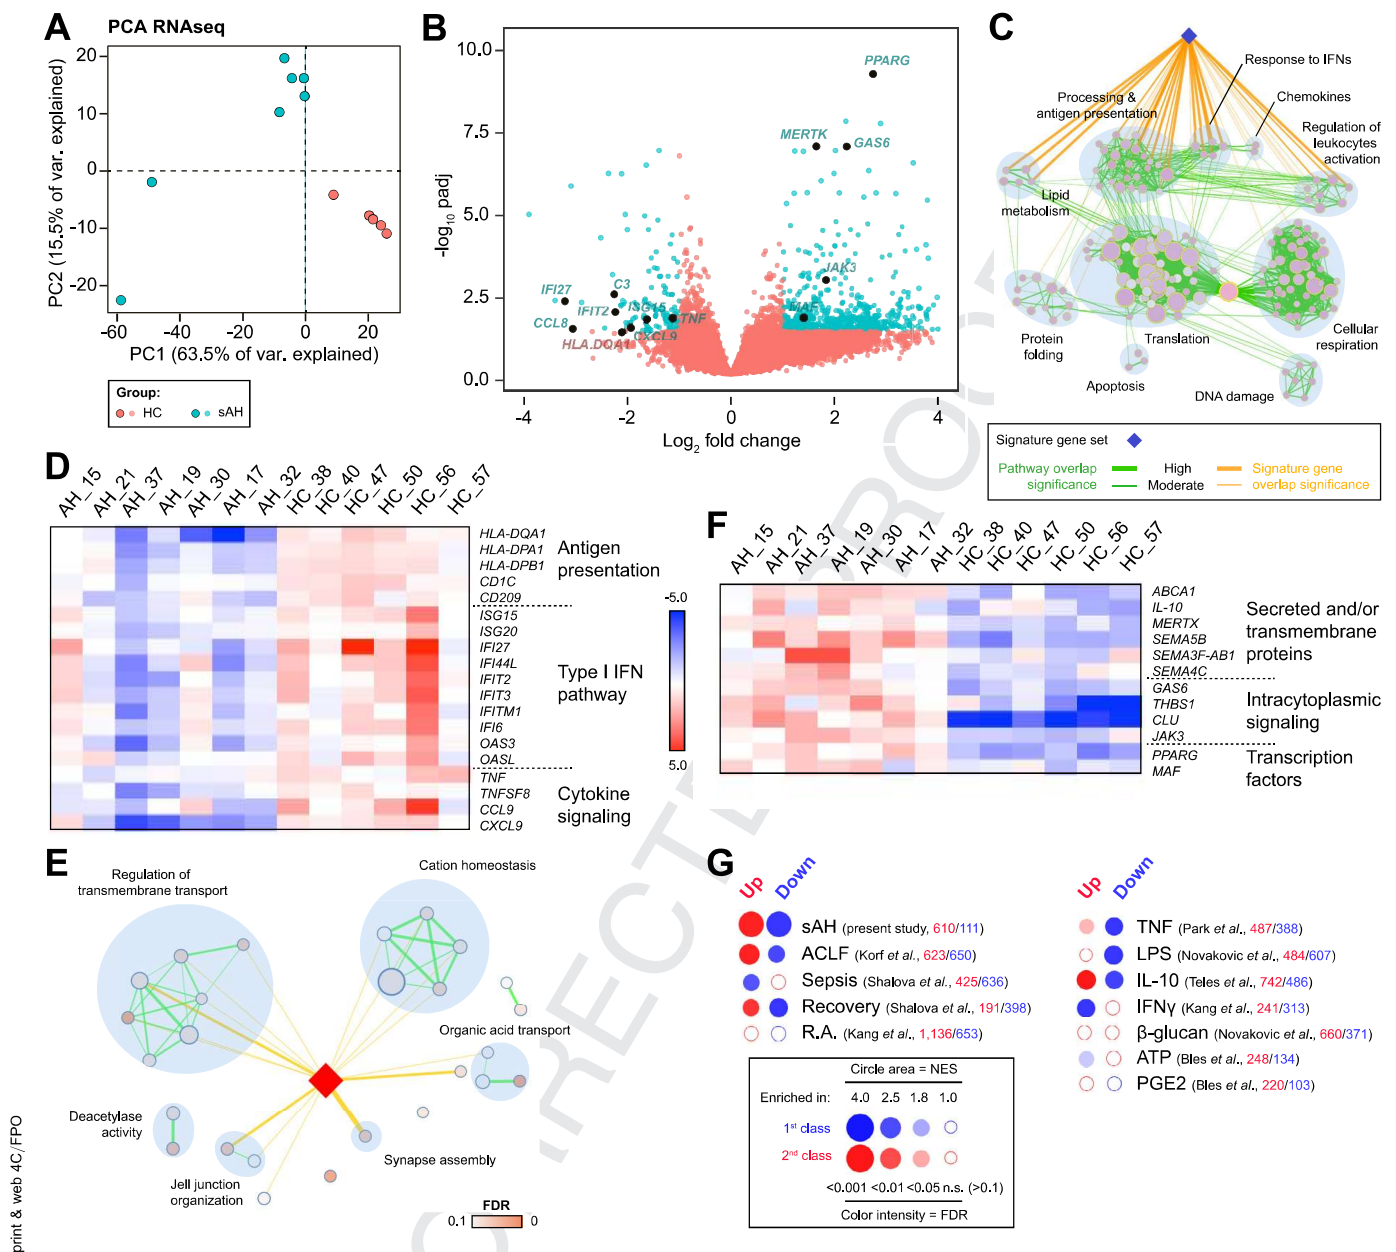 A
PCA RNAseq
PC2 (15.5% of var. explained)
20
10
0
-10
-20
-60
-40
-20
0
20
PC1 (63.5% of var. explained)
Group:
HC
sAH
B
-log10 padj
10.0
7.5
5.0
2.5
0.0
PPARG
MERTK
GAS6
JAK3
MAF
C3
IFI27
IFIT2
ISG15
TNF
CCL8
CXCL9
HLA.DQA1
-4
-2
0
2
4
Log2 fold change
C
Response to IFNs
Processing &
antigen presentation
Chemokines
Regulation of
leukocytes
activation
Lipid
metabolism
Protein
folding
Translation
Cellular
respiration
Apoptosis
DNA damage
Signature gene set
Pathway overlap
significance
High
Moderate
Signature gene
overlap significance
D
AH_15
AH_21
AH_37
AH_19
AH_30
AH_17
AH_32
HC_38
HC_40
HC_47
HC_50
HC_56
HC_57
HLA-DQA1
HLA-DPA1
HLA-DPB1
CD1C
CD209
ISG15
ISG20
IFI27
IFI44L
IFIT2
IFIT3
IFITM1
IFI6
OAS3
OASL
TNF
TNFSF8
CCL9
CXCL9
Antigen
presentation
Type I IFN
pathway
Cytokine
signaling
-5.0
5.0
F
AH_15
AH_21
AH_37
AH_19
AH_30
AH_17
AH_32
HC_38
HC_40
HC_47
HC_50
HC_56
HC_57
ABCA1
IL-10
MERTX
SEMA5B
SEMA3F-AB1
SEMA4C
GAS6
THBS1
CLU
JAK3
PPARG
MAF
Secreted and/or
transmembrane
proteins
Intracytoplasmic
signaling
Transcription
factors
E
Regulation of
transmembrane transport
Cation homeostasis
Organic acid transport
Deacetylase
activity
Jell junction
organization
Synapse assembly
FDR
0.1
0
G
Up
Down
sAH (present study, 610/111)
ACLF (Korf et al., 623/650)
Sepsis (Shalova et al., 425/636)
Recovery (Shalova et al., 191/398)
R.A. (Kang et al., 1,136/653)
Up
Down
TNF (Park et al., 487/388)
LPS (Novakovic et al., 484/607)
IL-10 (Teles et al., 742/486)
IFNγ (Kang et al., 241/313)
β-glucan (Novakovic et al., 660/371)
ATP (Bles et al., 248/134)
PGE2 (Bles et al., 220/103)
Circle area = NES
Enriched in:
4.0
2.5
1.8
1.0
1st class
2nd class
<0.001 <0.01 <0.05 n.s. (>0.1)
Color intensity = FDR
print & web 4C/FPO